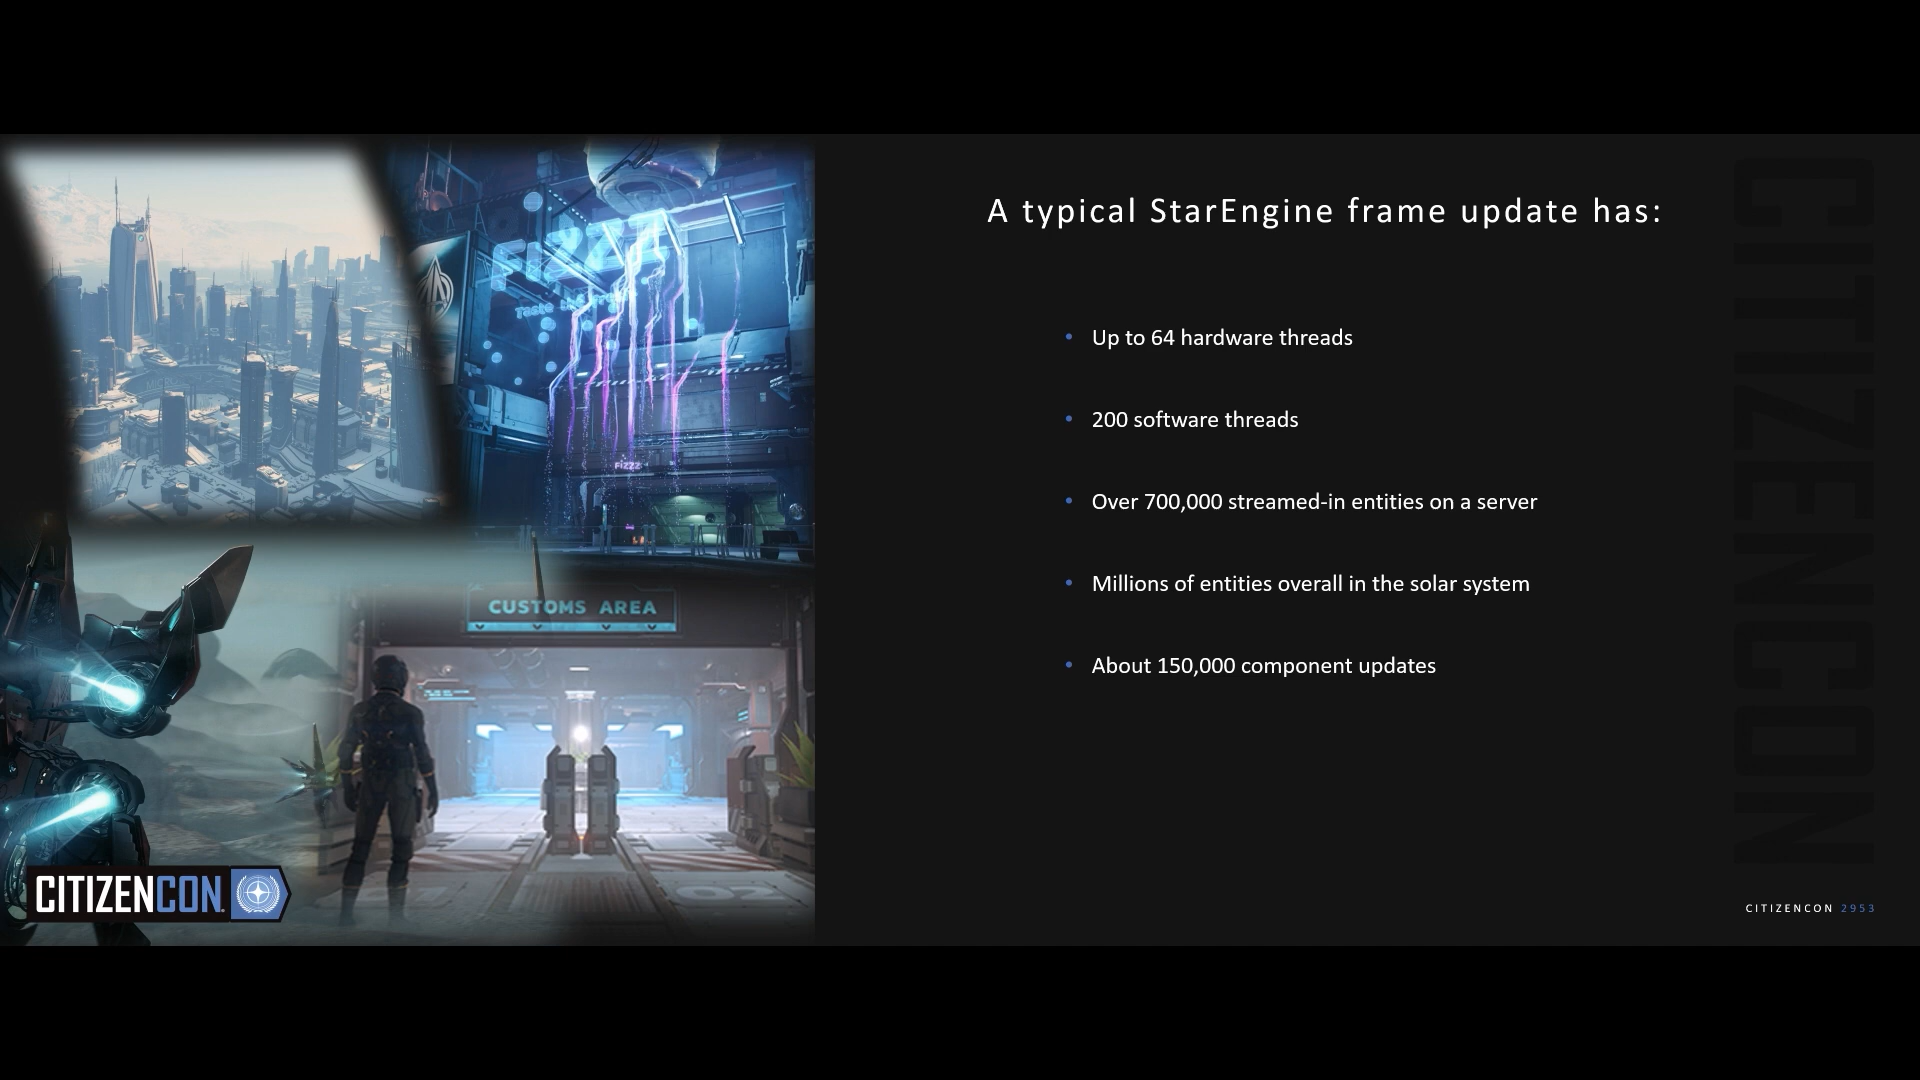 A typical StarEngine frame update has:
• Up to 64 hardware threads
• 200 software threads
• Over 700,000 streamed-in entities on a server
• Millions of entities overall in the solar system
• About 150,000 component updates
FIZZZ
FIZZZ
CUSTOMS AREA
CITIZENCON
CITIZENCON
CITIZENCON 2953